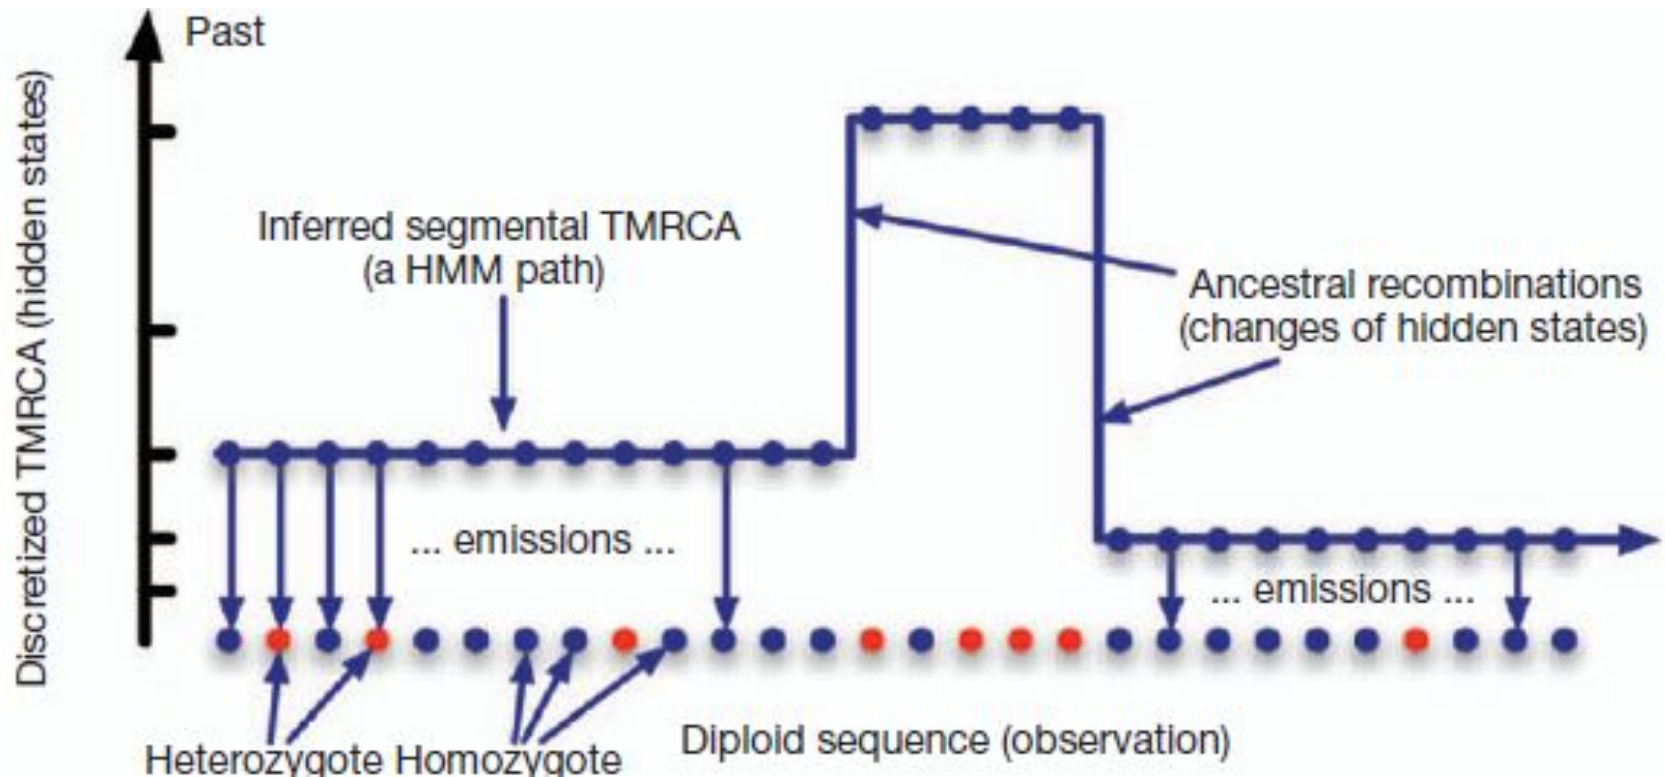 Past
Discretized TMRCA (hidden states)
Inferred segmental TMRCA
(a HMM path)
Ancestral recombinations
(changes of hidden states)
... emissions ...
... emissions ...
Heterozygote
Homozygote
Diploid sequence (observation)